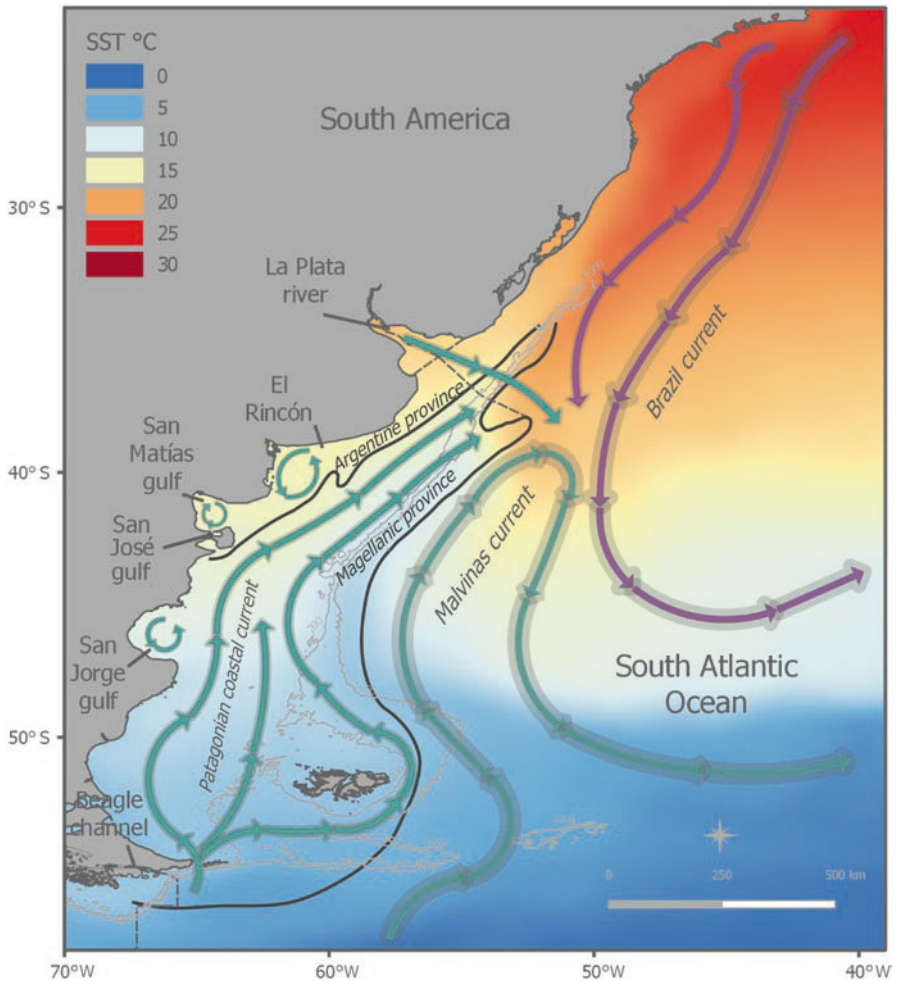 SST °C
0
5
10
15
20
25
30
South America
30°S
La Plata
river
El
Rincón
San
Matías
gulf
Argentine province
Brazil current
40°S
San
José
gulf
Magellanic province
Malvinas current
San
Jorge
gulf
Patagonian coastal current
South Atlantic
Ocean
50°S
Beagle
channel
0
250
500 km
70°W
60°W
50°W
40°W